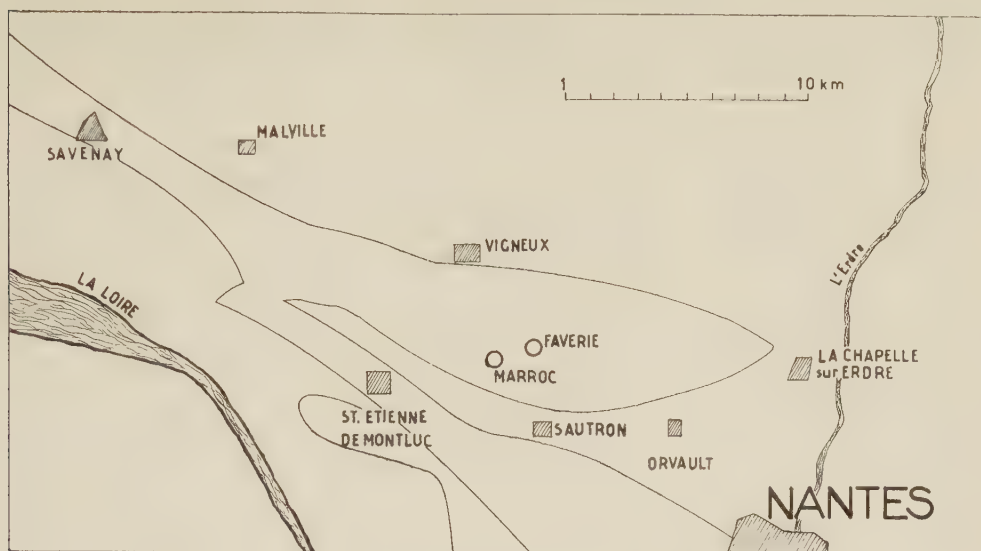 1 10 km
MALVILLE
SAVENAY
VIGNEUX
L'Erdre
LA LOIRE
FAVERIE
MARROC
LA CHAPELLE
sur ERDRE
ST. ETIENNE
DE MONTLUC
SAUTRON
ORVAULT
NANTES